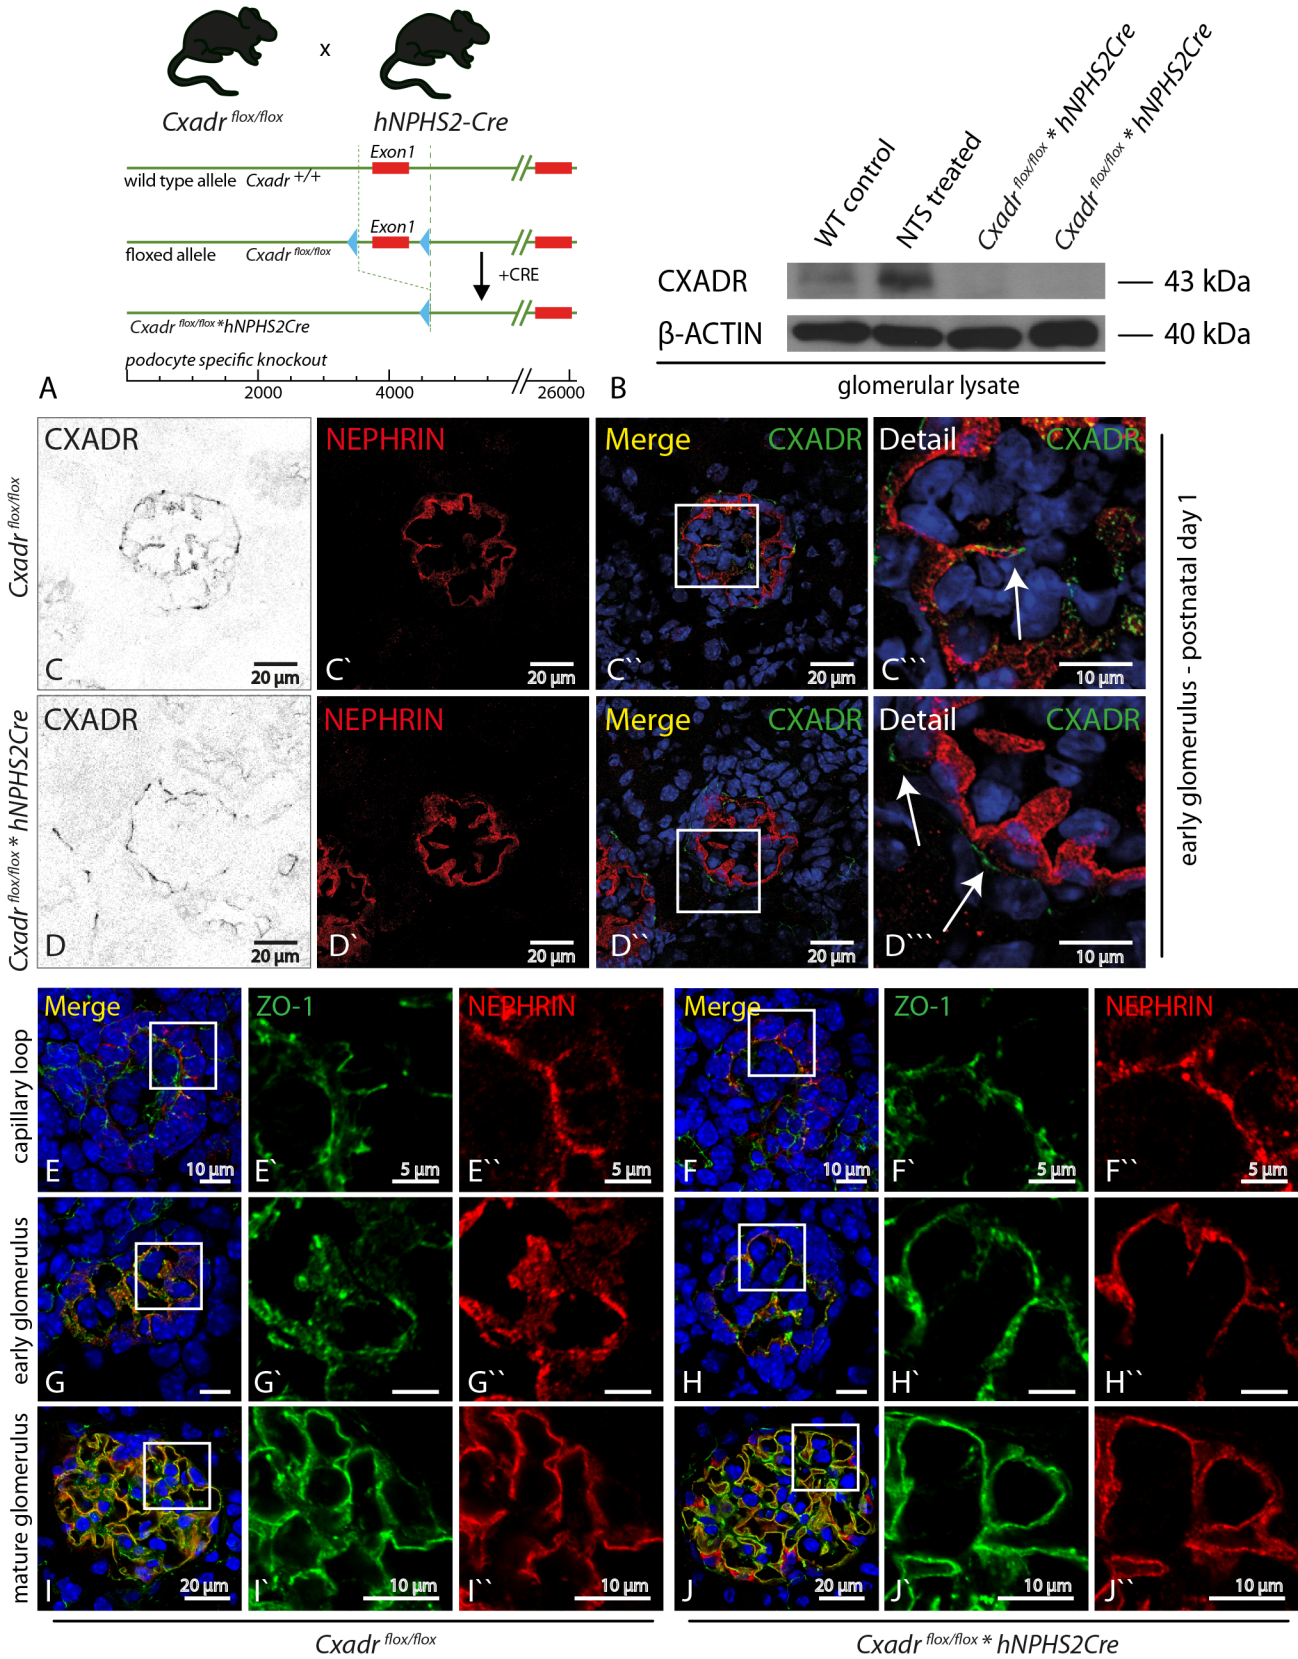 x
Cxadr flox/flox
hNPHS2-Cre
Exon1
wild type allele Cxadr +/+
Exon1
floxed allele Cxadr flox/flox
+CRE
Cxadr flox/flox *hNPHS2Cre
podocyte specific knockout
2000 4000 26000
A
WT control
NTS treated
Cxadr flox/flox * hNPHS2Cre
Cxadr flox/flox * hNPHS2Cre
CXADR 43 kDa
β-ACTIN 40 kDa
B glomerular lysate
Cxadr flox/flox
CXADR NEPHRIN Merge CXADR Detail CXADR
C 20 µm C` 20 µm C`` 20 µm C``` 10 µm
Cxadr flox/flox * hNPHS2Cre
CXADR NEPHRIN Merge CXADR Detail CXADR
D 20 µm D` 20 µm D`` 20 µm D``` 10 µm
early glomerulus - postnatal day 1
capillary loop
Merge ZO-1 NEPHRIN Merge ZO-1 NEPHRIN
E 10 µm E` 5 µm E`` 5 µm F 10 µm F` 5 µm F`` 5 µm
early glomerulus
G G` G`` H H` H``
mature glomerulus
I 20 µm I` 10 µm I`` 10 µm J 20 µm J` 10 µm J`` 10 µm
Cxadr flox/flox
Cxadr flox/flox * hNPHS2Cre